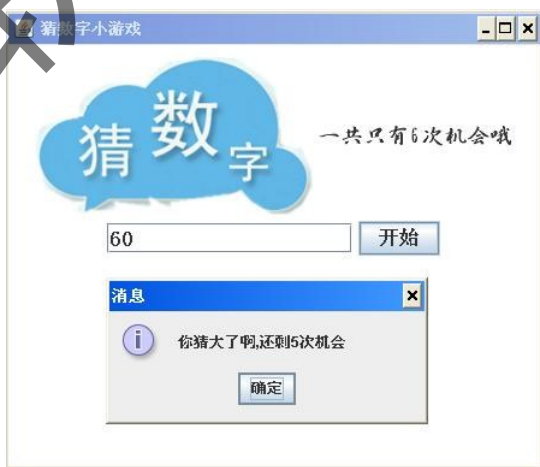 猜数字小游戏
猜数字
一共只有6次机会哦
60
开始
消息
你猜大了啊,还剩5次机会
确定